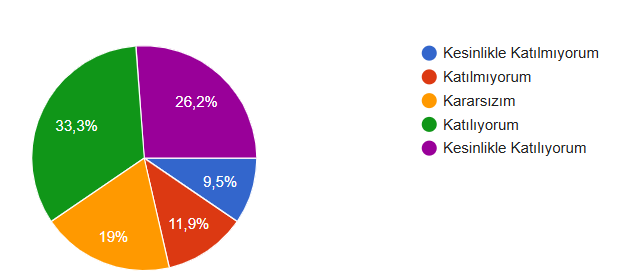 Kesinlikle Katılmıyorum
Katılmıyorum
Kararsızım
Katılıyorum
Kesinlikle Katılıyorum
26,2%
33,3%
9,5%
11,9%
19%